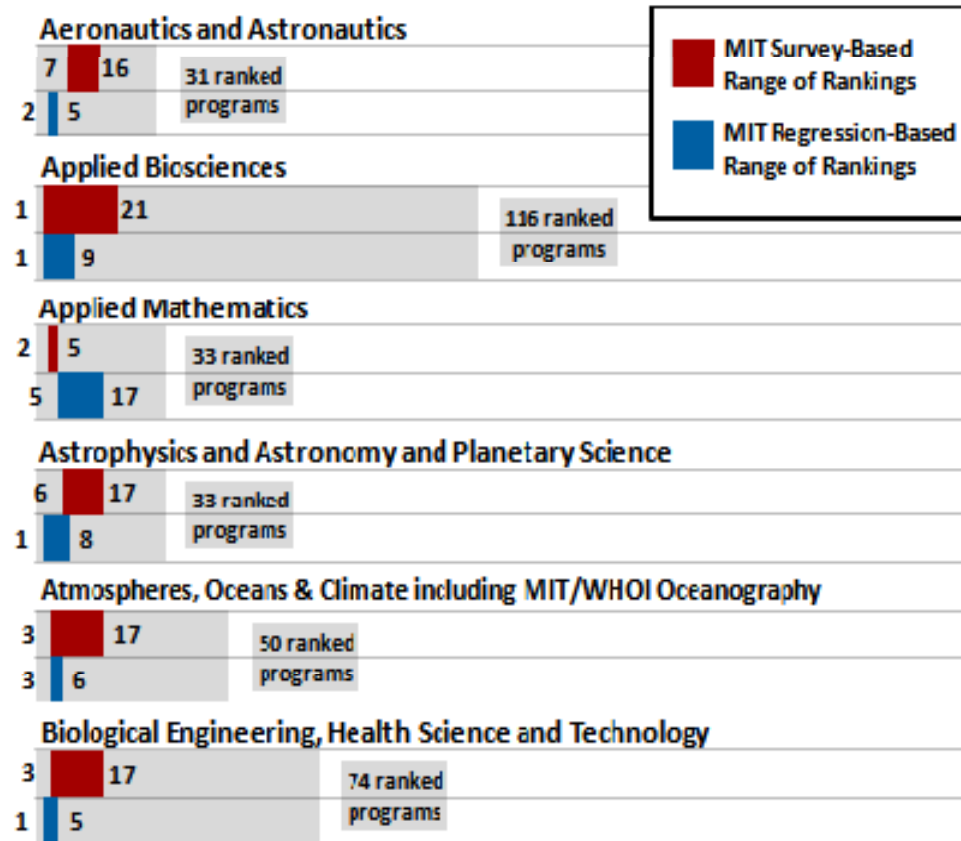 Aeronautics and Astronautics
7 16
31 ranked
programs
2 5
MIT Survey-Based
Range of Rankings
MIT Regression-Based
Range of Rankings
Applied Biosciences
1 21
116 ranked
programs
1 9
Applied Mathematics
2 5
33 ranked
programs
5 17
Astrophysics and Astronomy and Planetary Science
6 17
33 ranked
programs
1 8
Atmospheres, Oceans & Climate including MIT/WHOI Oceanography
3 17
50 ranked
programs
3 6
Biological Engineering, Health Science and Technology
3 17
74 ranked
programs
1 5